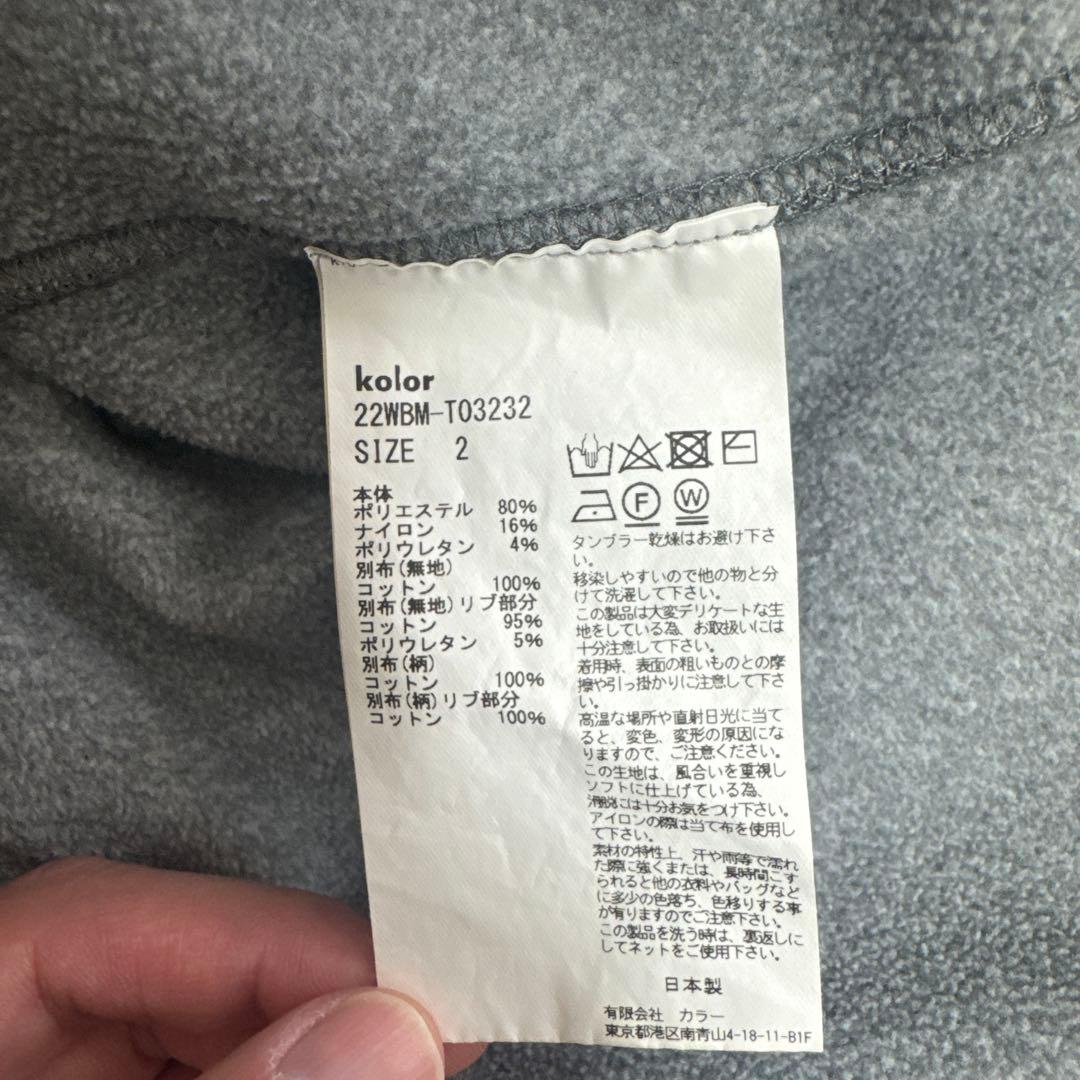 kolor
22WBM-T03232
SIZE 2
本体
ポリエステル 80%
ナイロン 16%
ポリウレタン 4%
別布(無地)
コットン 100%
別布(無地)リブ部分
コットン 95%
ポリウレタン 5%
別布(柄)
コットン 100%
別布(柄)リブ部分
コットン 100%
F W
タンブラー乾燥はお避け下さ
い。
移染しやすいので他の物と分
けて洗濯して下さい。
この製品は大変デリケートな生
地をしている為、お取扱いには
十分注意して下さい。
着用時、表面の粗いものとの摩
擦や引っ掛かりに注意して下さ
い。
高温な場所や直射日光に当て
ると、変色、変形の原因にな
りますので、ご注意ください。
この生地は、風合いを重視し
ソフトに仕上げている為、
滑脱には十分お気をつけ下さい。
アイロンの際は当て布を使用し
て下さい。
素材の特性上、汗や雨等で濡れ
た際に強くまたは、長時間こす
られると他の衣料やバッグなど
に多少の色落ち、色移りする事
が有りますのでご注意下さい。
この製品を洗う時は、裏返しに
してネットをご使用下さい。
日本製
有限会社 カラー
東京都港区南青山4-18-11-B1F